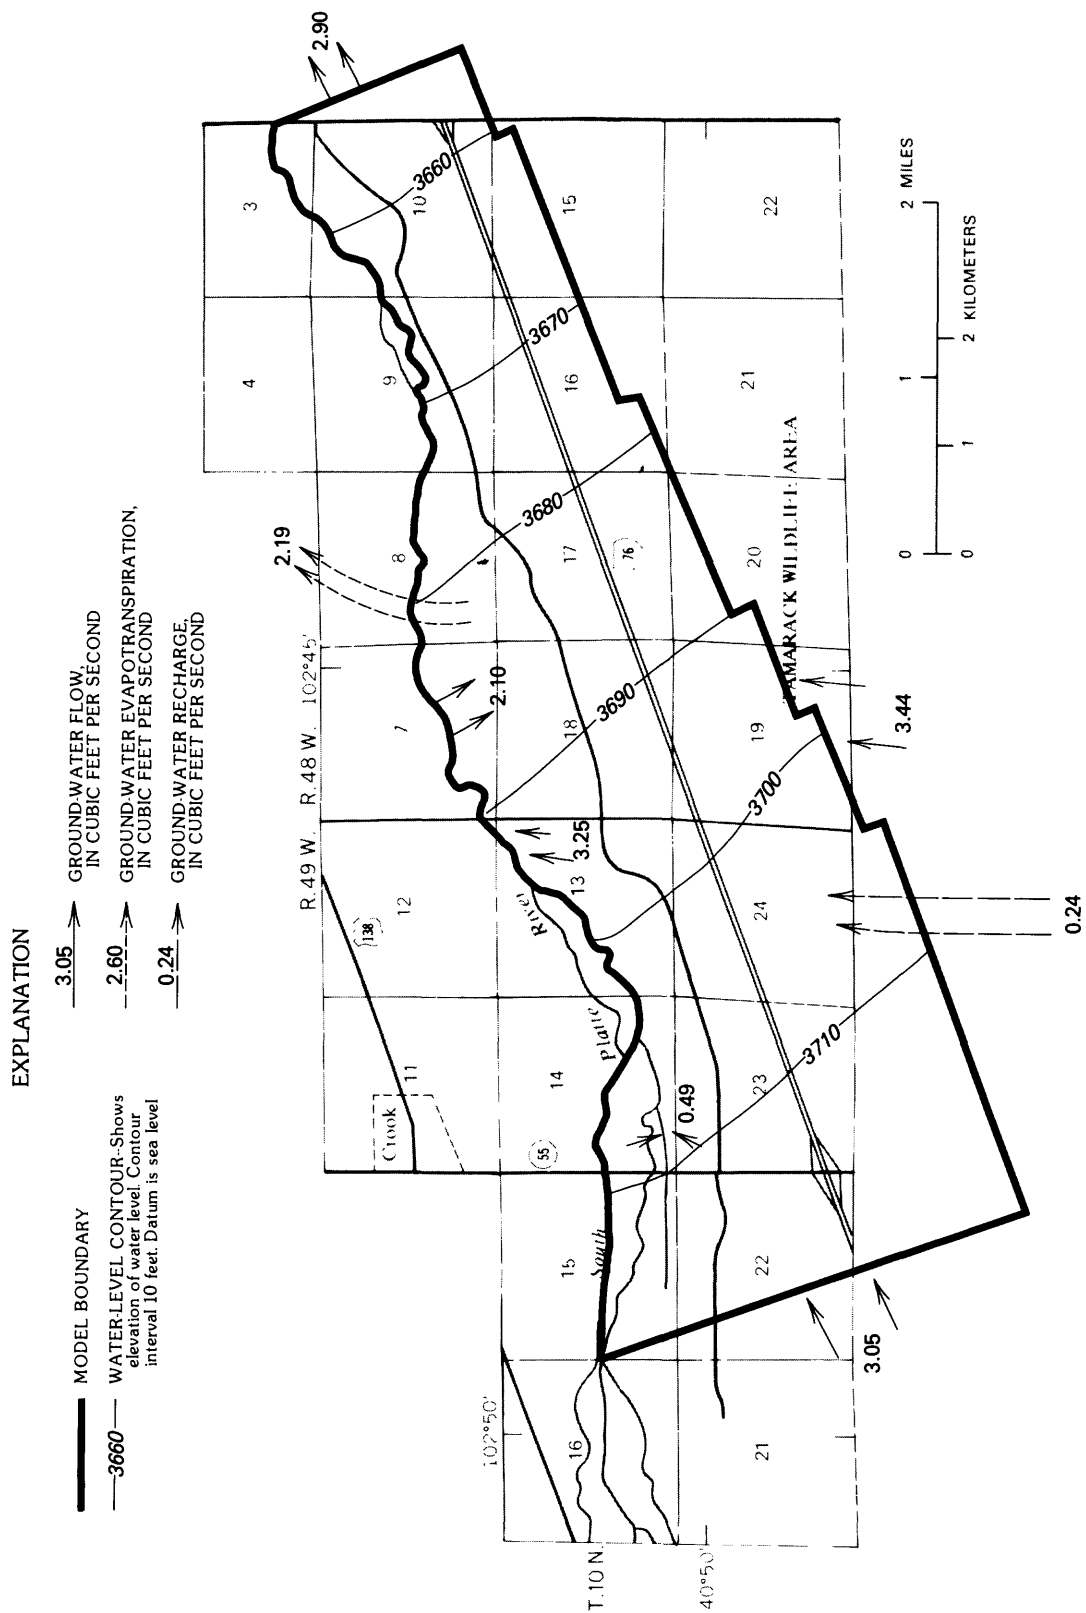 EXPLANATION
MODEL BOUNDARY
3660
WATER-LEVEL CONTOUR--Shows
elevation of water level. Contour
interval 10 feet. Datum is sea level
3.05
GROUND-WATER FLOW,
IN CUBIC FEET PER SECOND
2.60
GROUND-WATER EVAPOTRANSPIRATION,
IN CUBIC FEET PER SECOND
0.24
GROUND-WATER RECHARGE,
IN CUBIC FEET PER SECOND
102°50'
R.49 W.
R.48 W.
102°45'
T.10 N.
40°50'
16
21
15
22
South
Platte
River
Crook
11
14
23
55
138
12
13
24
7
18
19
8
17
20
76
4
9
16
21
3
10
15
22
TAMARACK WILDLIFE AREA
3710
3700
3690
3680
3670
3660
3.05
0.49
3.25
2.10
2.19
2.90
3.44
0.24
0
1
2 MILES
0
1
2 KILOMETERS